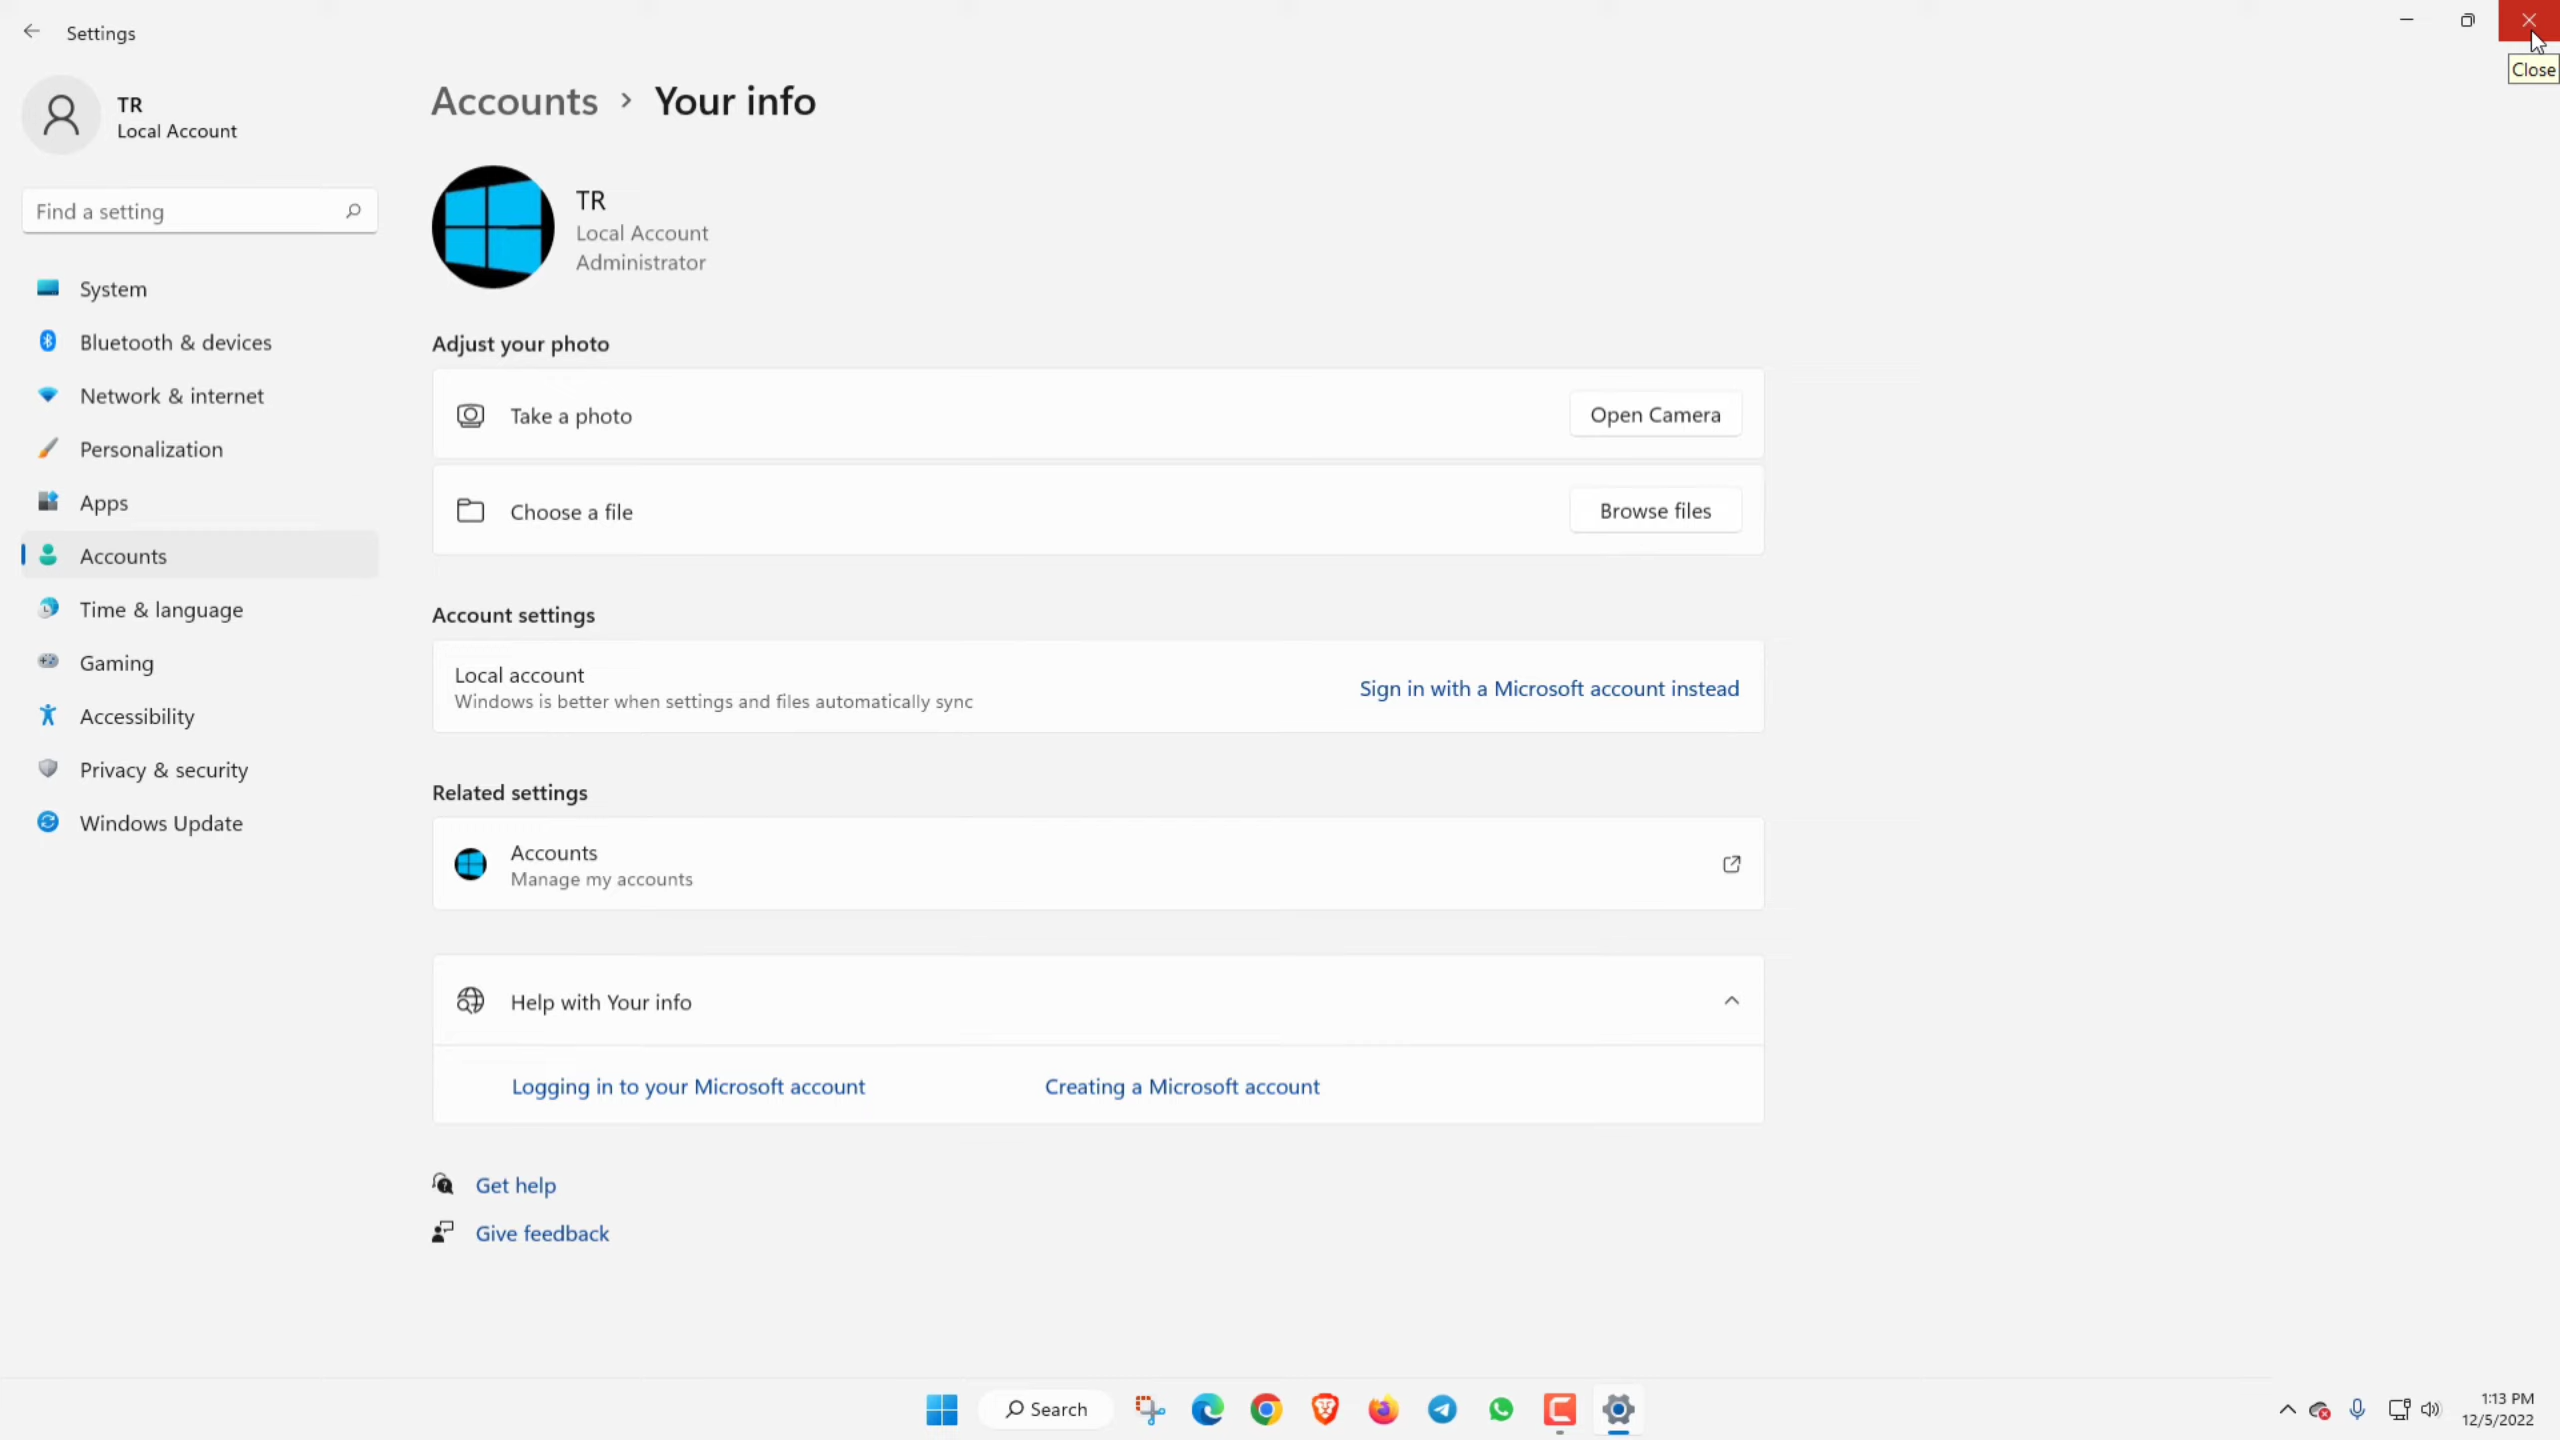 Settings
Close
TR
Local Account
Find a setting
System
Bluetooth & devices
Network & internet
Personalization
Apps
Accounts
Time & language
Gaming
Accessibility
Privacy & security
Windows Update
Accounts > Your info
TR
Local Account
Administrator
Adjust your photo
Take a photo
Open Camera
Choose a file
Browse files
Account settings
Local account
Windows is better when settings and files automatically sync
Sign in with a Microsoft account instead
Related settings
Accounts
Manage my accounts
Help with Your info
Logging in to your Microsoft account
Creating a Microsoft account
Get help
Give feedback
Search
1:13 PM
12/5/2022